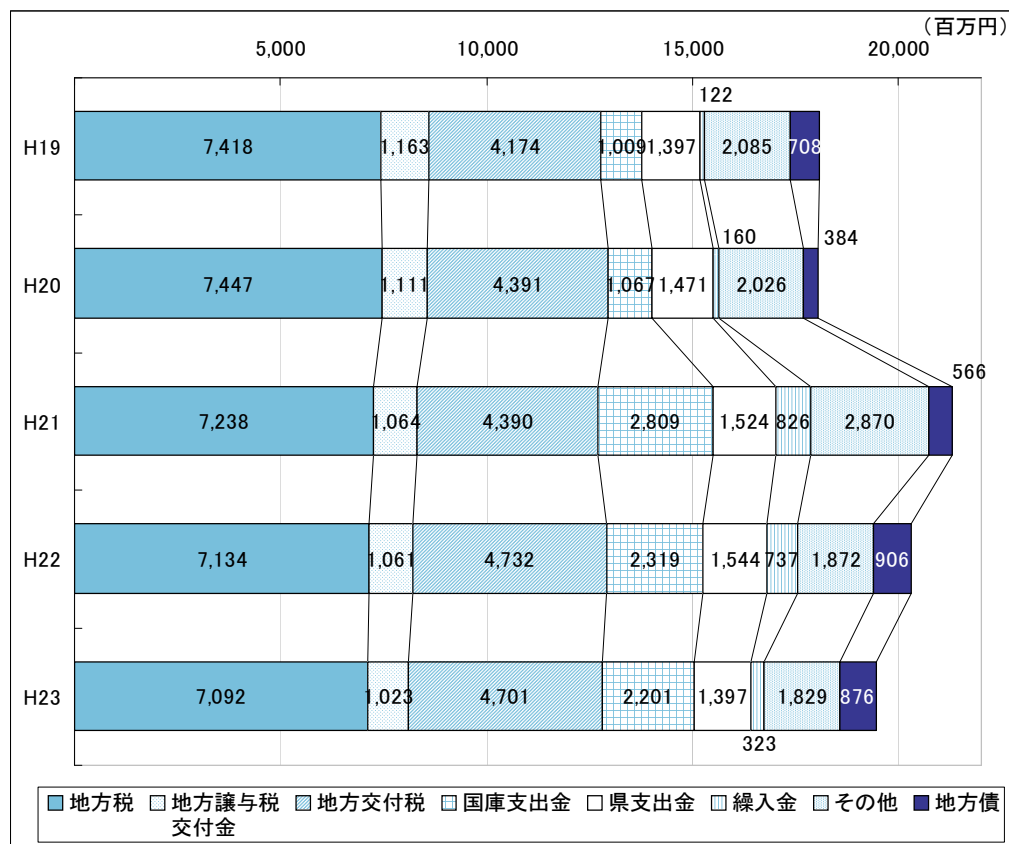 （百万円）
5,000 10,000 15,000 20,000
122
H19 7,418 1,163 4,174 1,009 1,397 2,085 708
160 384
H20 7,447 1,111 4,391 1,067 1,471 2,026
566
H21 7,238 1,064 4,390 2,809 1,524 826 2,870
H22 7,134 1,061 4,732 2,319 1,544 737 1,872 906
H23 7,092 1,023 4,701 2,201 1,397 1,829 876
323
地方税 地方譲与税 地方交付税 国庫支出金 県支出金 繰入金 その他 地方債
交付金